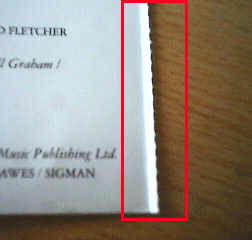 FLETCHER
Graham /
Music Publishing Ltd.
AWES / SIGMAN